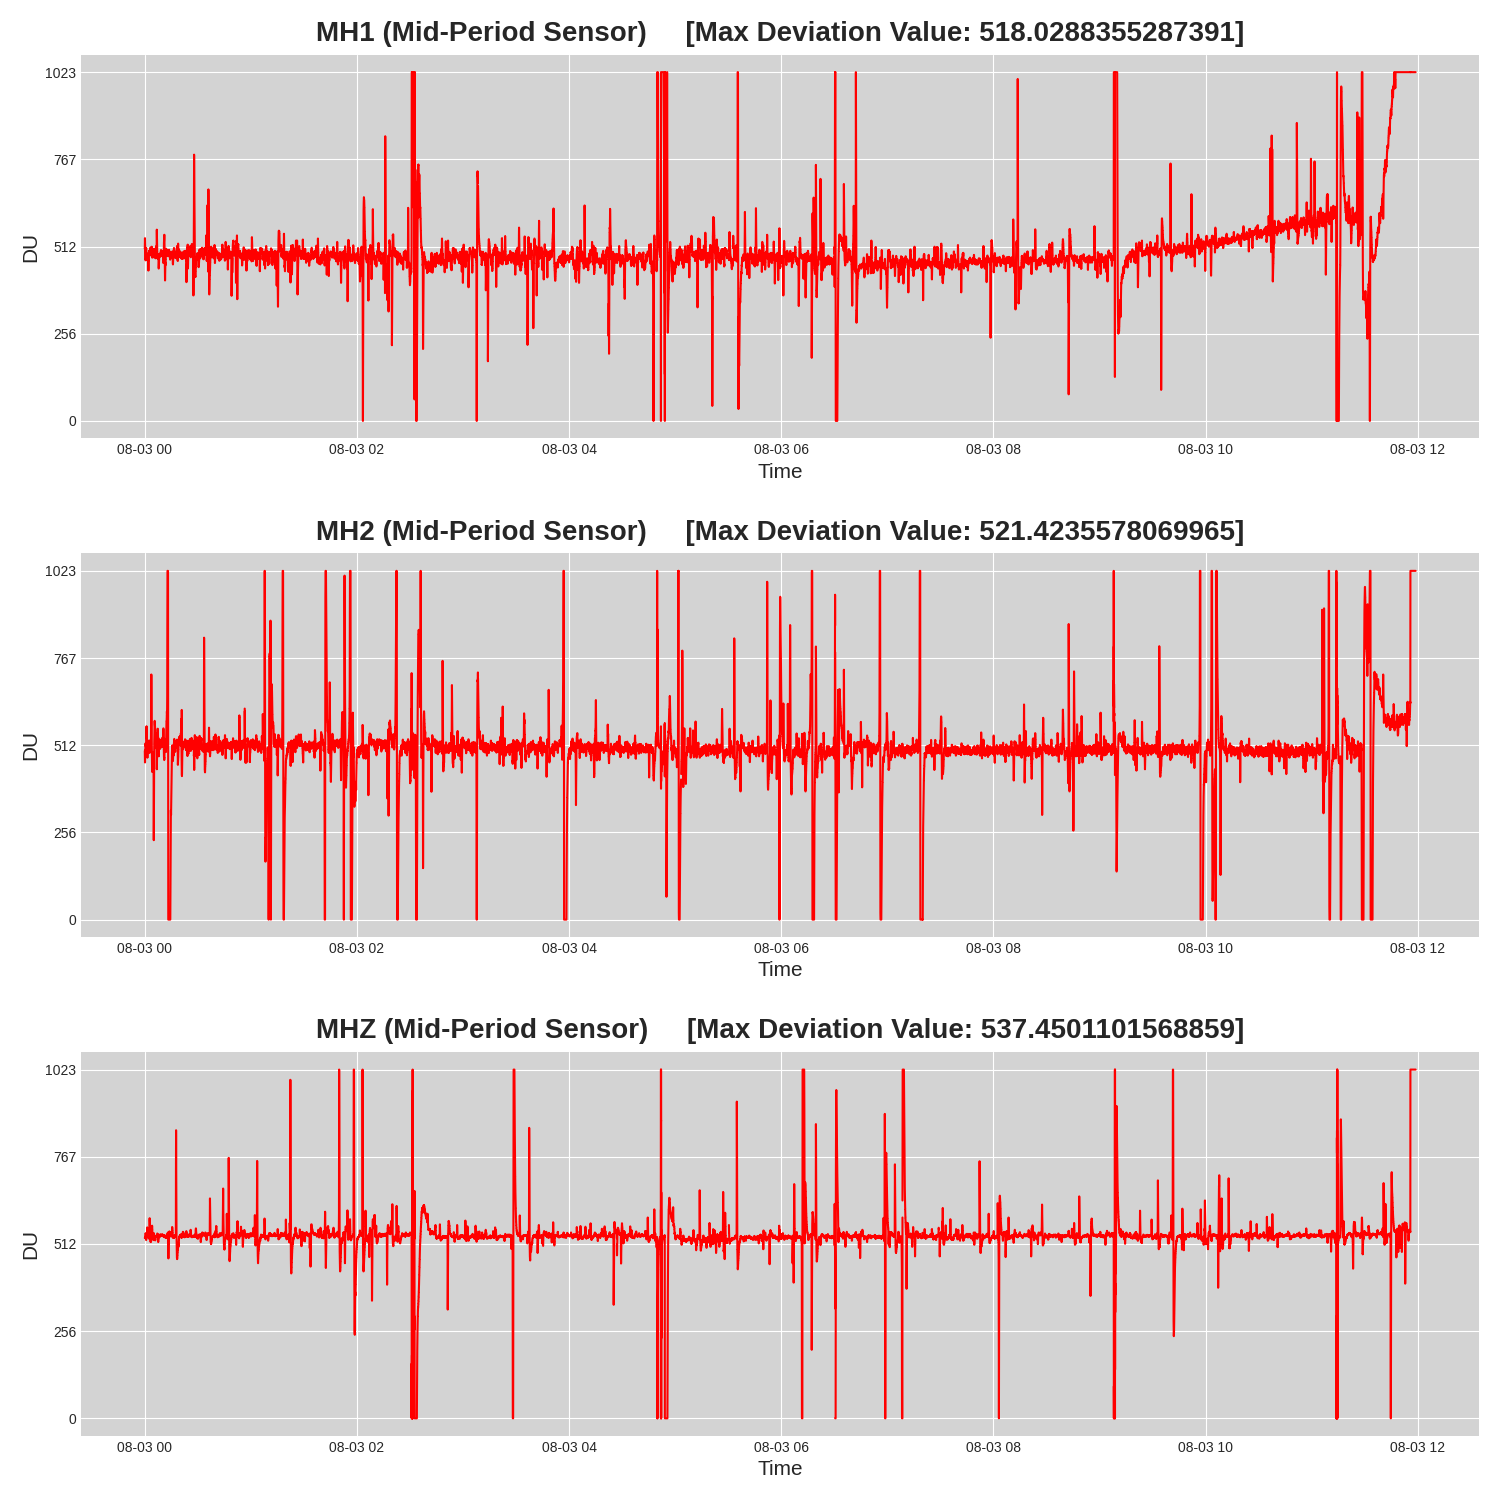 MH1 (Mid-Period Sensor) [Max Deviation Value: 518.0288355287391]
1023
767
512
256
0
DU
08-03 00 08-03 02 08-03 04 08-03 06 08-03 08 08-03 10 08-03 12
Time
MH2 (Mid-Period Sensor) [Max Deviation Value: 521.4235578069965]
1023
767
512
256
0
DU
08-03 00 08-03 02 08-03 04 08-03 06 08-03 08 08-03 10 08-03 12
Time
MHZ (Mid-Period Sensor) [Max Deviation Value: 537.4501101568859]
1023
767
512
256
0
DU
08-03 00 08-03 02 08-03 04 08-03 06 08-03 08 08-03 10 08-03 12
Time